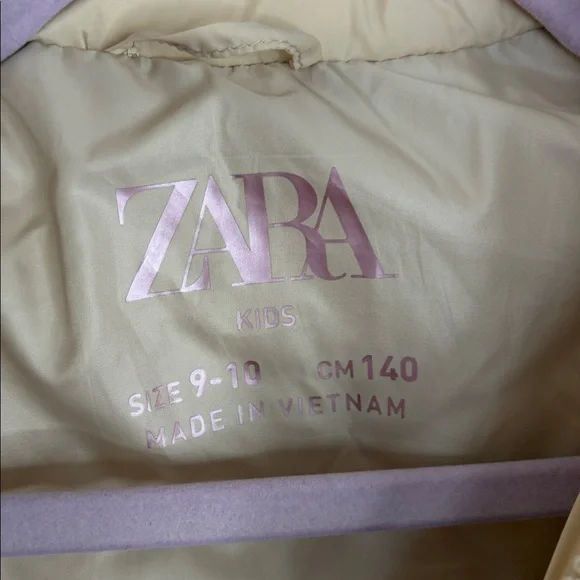 ZARA
KIDS
SIZE 9-10 CM 140
MADE IN VIETNAM